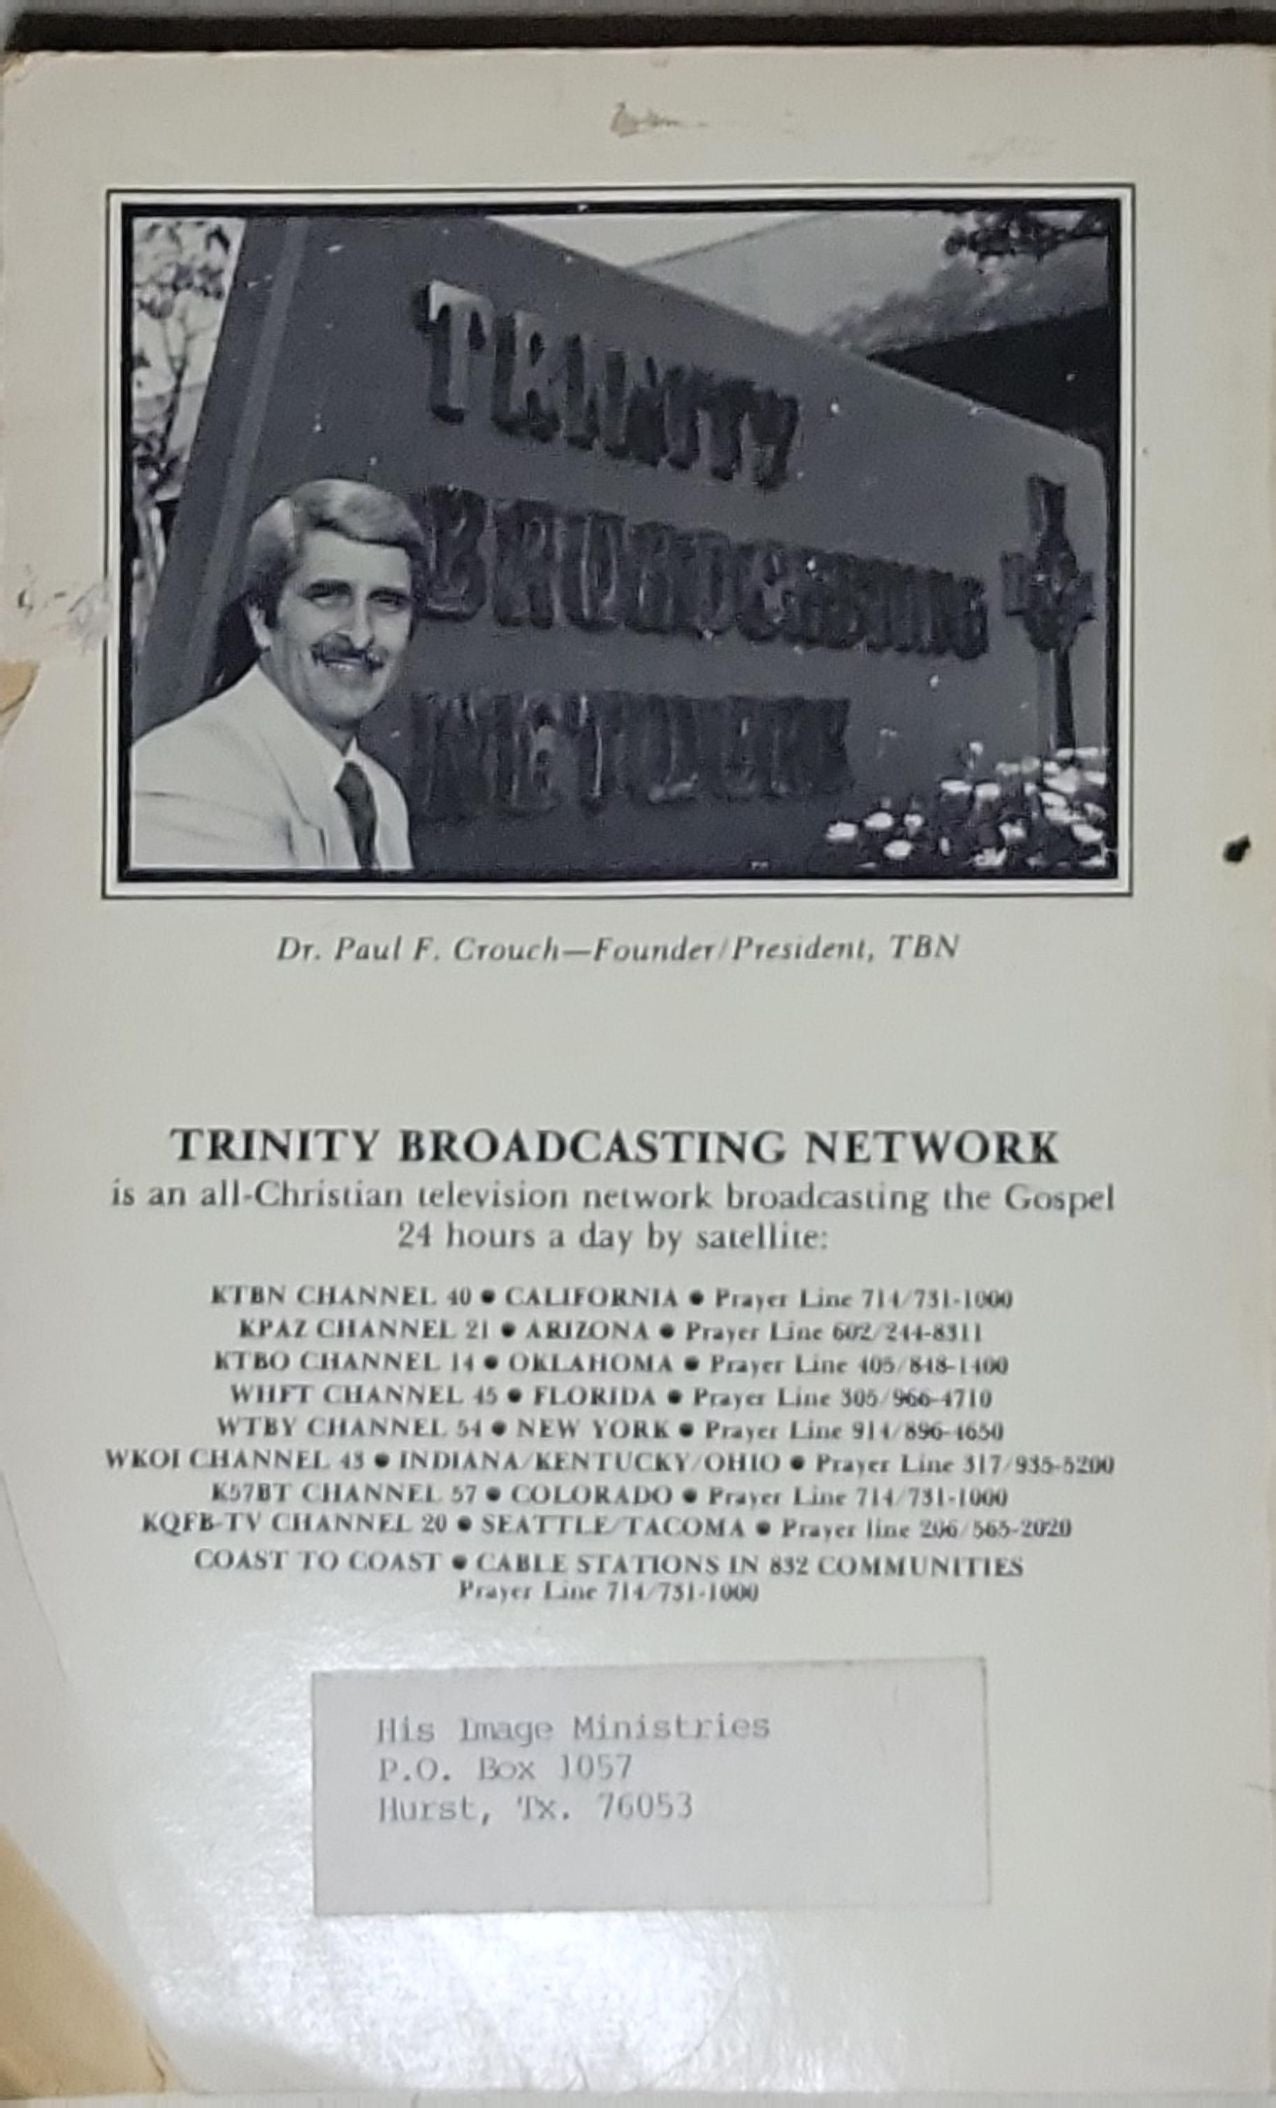 TRINITY
BROADCASTING
NETWORK
Dr. Paul F. Crouch—Founder/President, TBN
TRINITY BROADCASTING NETWORK
is an all-Christian television network broadcasting the Gospel
24 hours a day by satellite:
KTBN CHANNEL 40 ● CALIFORNIA ● Prayer Line 714/731-1000
KPAZ CHANNEL 21 ● ARIZONA ● Prayer Line 602/244-8311
KTBO CHANNEL 14 ● OKLAHOMA ● Prayer Line 405/848-1400
WHFT CHANNEL 45 ● FLORIDA ● Prayer Line 305/966-4710
WTBY CHANNEL 54 ● NEW YORK ● Prayer Line 914/896-4650
WKOI CHANNEL 43 ● INDIANA/KENTUCKY/OHIO ● Prayer Line 317/935-5200
K57BT CHANNEL 57 ● COLORADO ● Prayer Line 714/731-1000
KQFB-TV CHANNEL 20 ● SEATTLE/TACOMA ● Prayer line 206/565-2020
COAST TO COAST ● CABLE STATIONS IN 832 COMMUNITIES
Prayer Line 714/731-1000
His Image Ministries
P.O. Box 1057
Hurst, Tx. 76053